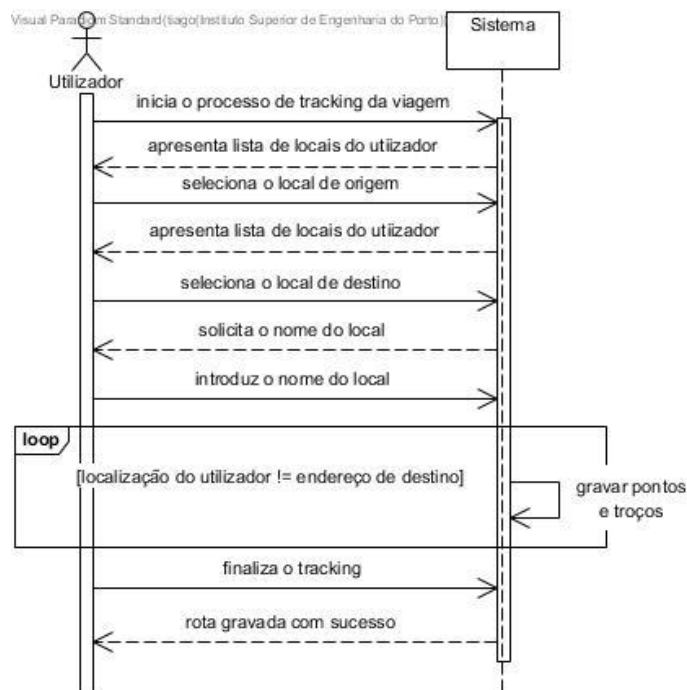 Visual Paradigm Standard(tiago(Instituto Superior de Engenharia do Porto))
Sistema
Utilizador
inicia o processo de tracking da viagem
apresenta lista de locais do utiizador
seleciona o local de origem
apresenta lista de locais do utiizador
seleciona o local de destino
solicita o nome do local
introduz o nome do local
loop
[localização do utilizador != endereço de destino]
gravar pontos
e troços
finaliza o tracking
rota gravada com sucesso